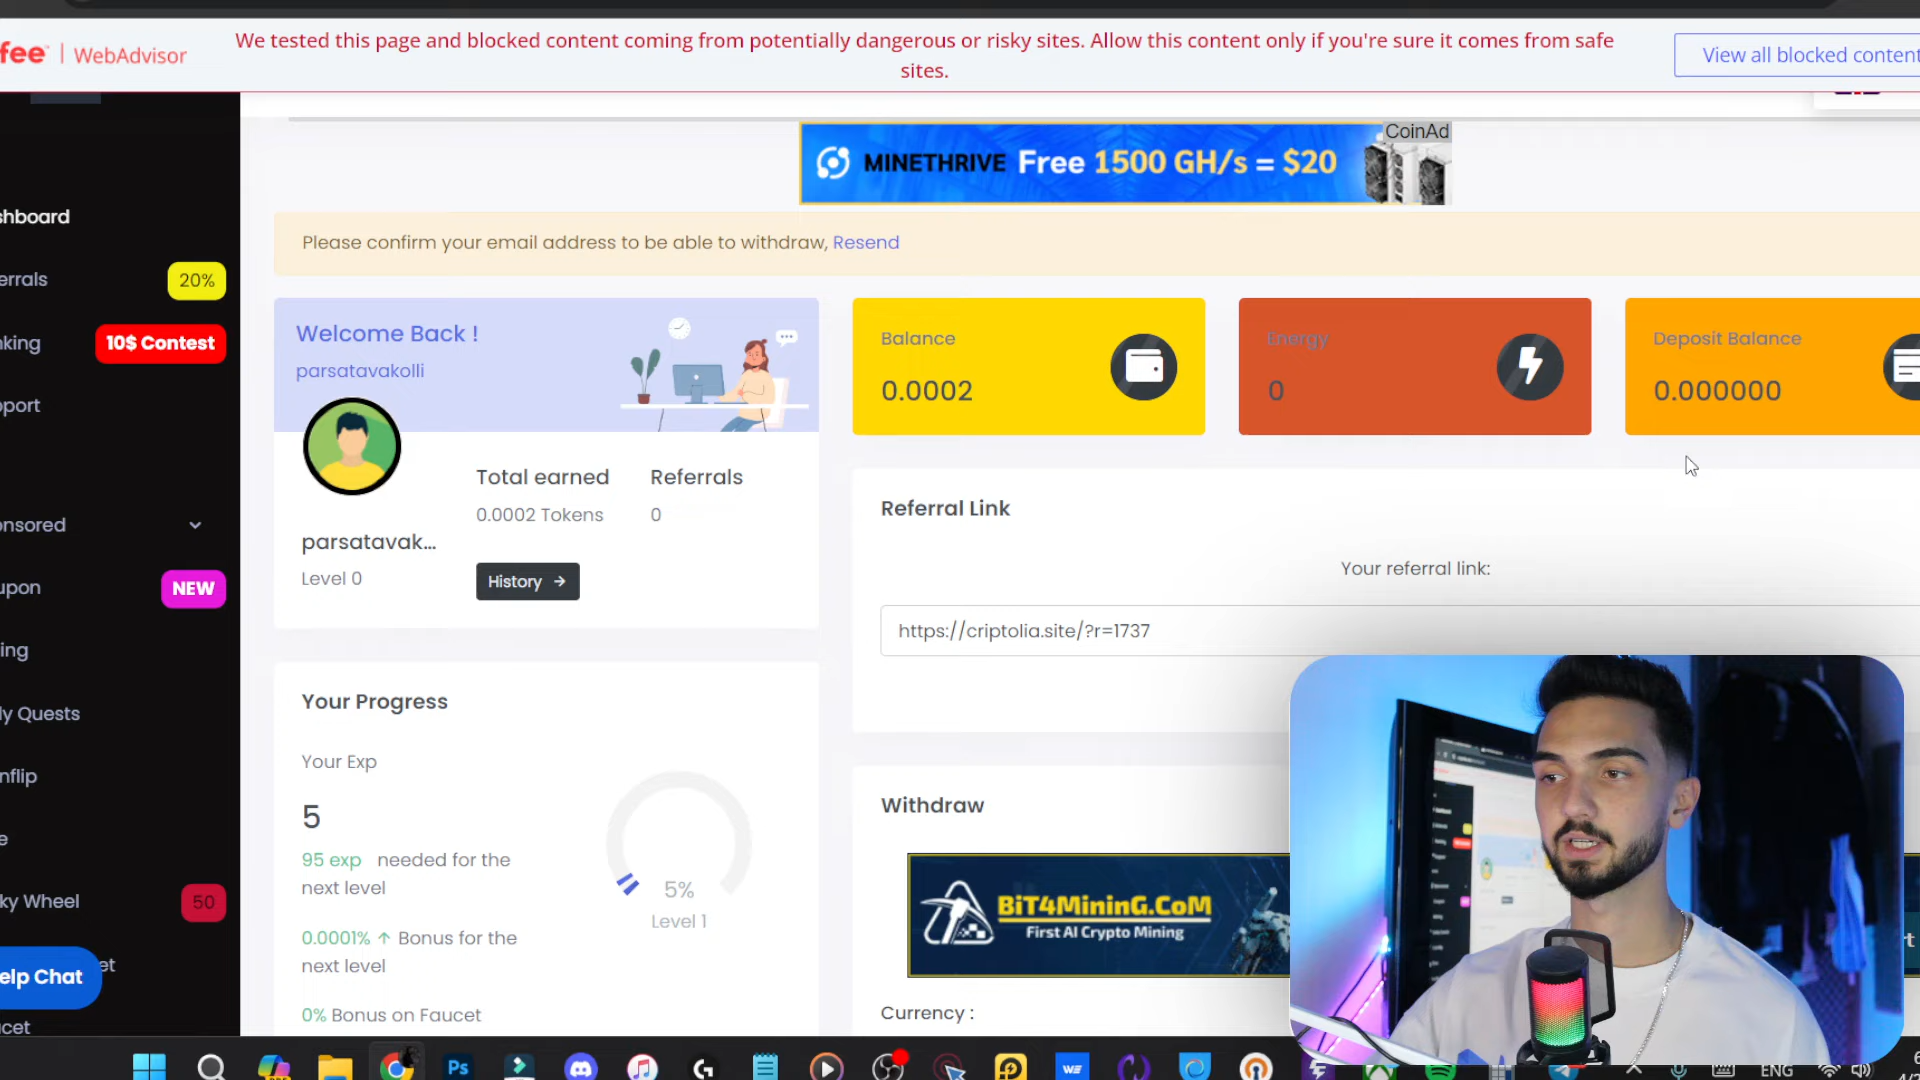 fee | WebAdvisor
We tested this page and blocked content coming from potentially dangerous or risky sites. Allow this content only if you're sure it comes from safe
sites.
View all blocked content
CoinAd
MINETHRIVE Free 1500 GH/s = $20
Please confirm your email address to be able to withdraw, Resend
shboard
errals
20%
king
10$ Contest
port
onsored
upon
NEW
ing
ly Quests
nflip
e
ky Wheel
50
et
elp Chat
cet
Welcome Back !
parsatavakolli
parsatavak...
Level 0
Total earned
0.0002 Tokens
Referrals
0
History →
Balance
0.0002
Energy
0
Deposit Balance
0.000000
Referral Link
Your referral link:
https://criptolia.site/?r=1737
Your Progress
Your Exp
5
95 exp needed for the
next level
0.0001% ↑ Bonus for the
next level
0% Bonus on Faucet
5%
Level 1
Withdraw
BiT4MininG.CoM
First AI Crypto Mining
Currency :
Ps
WE
ENG